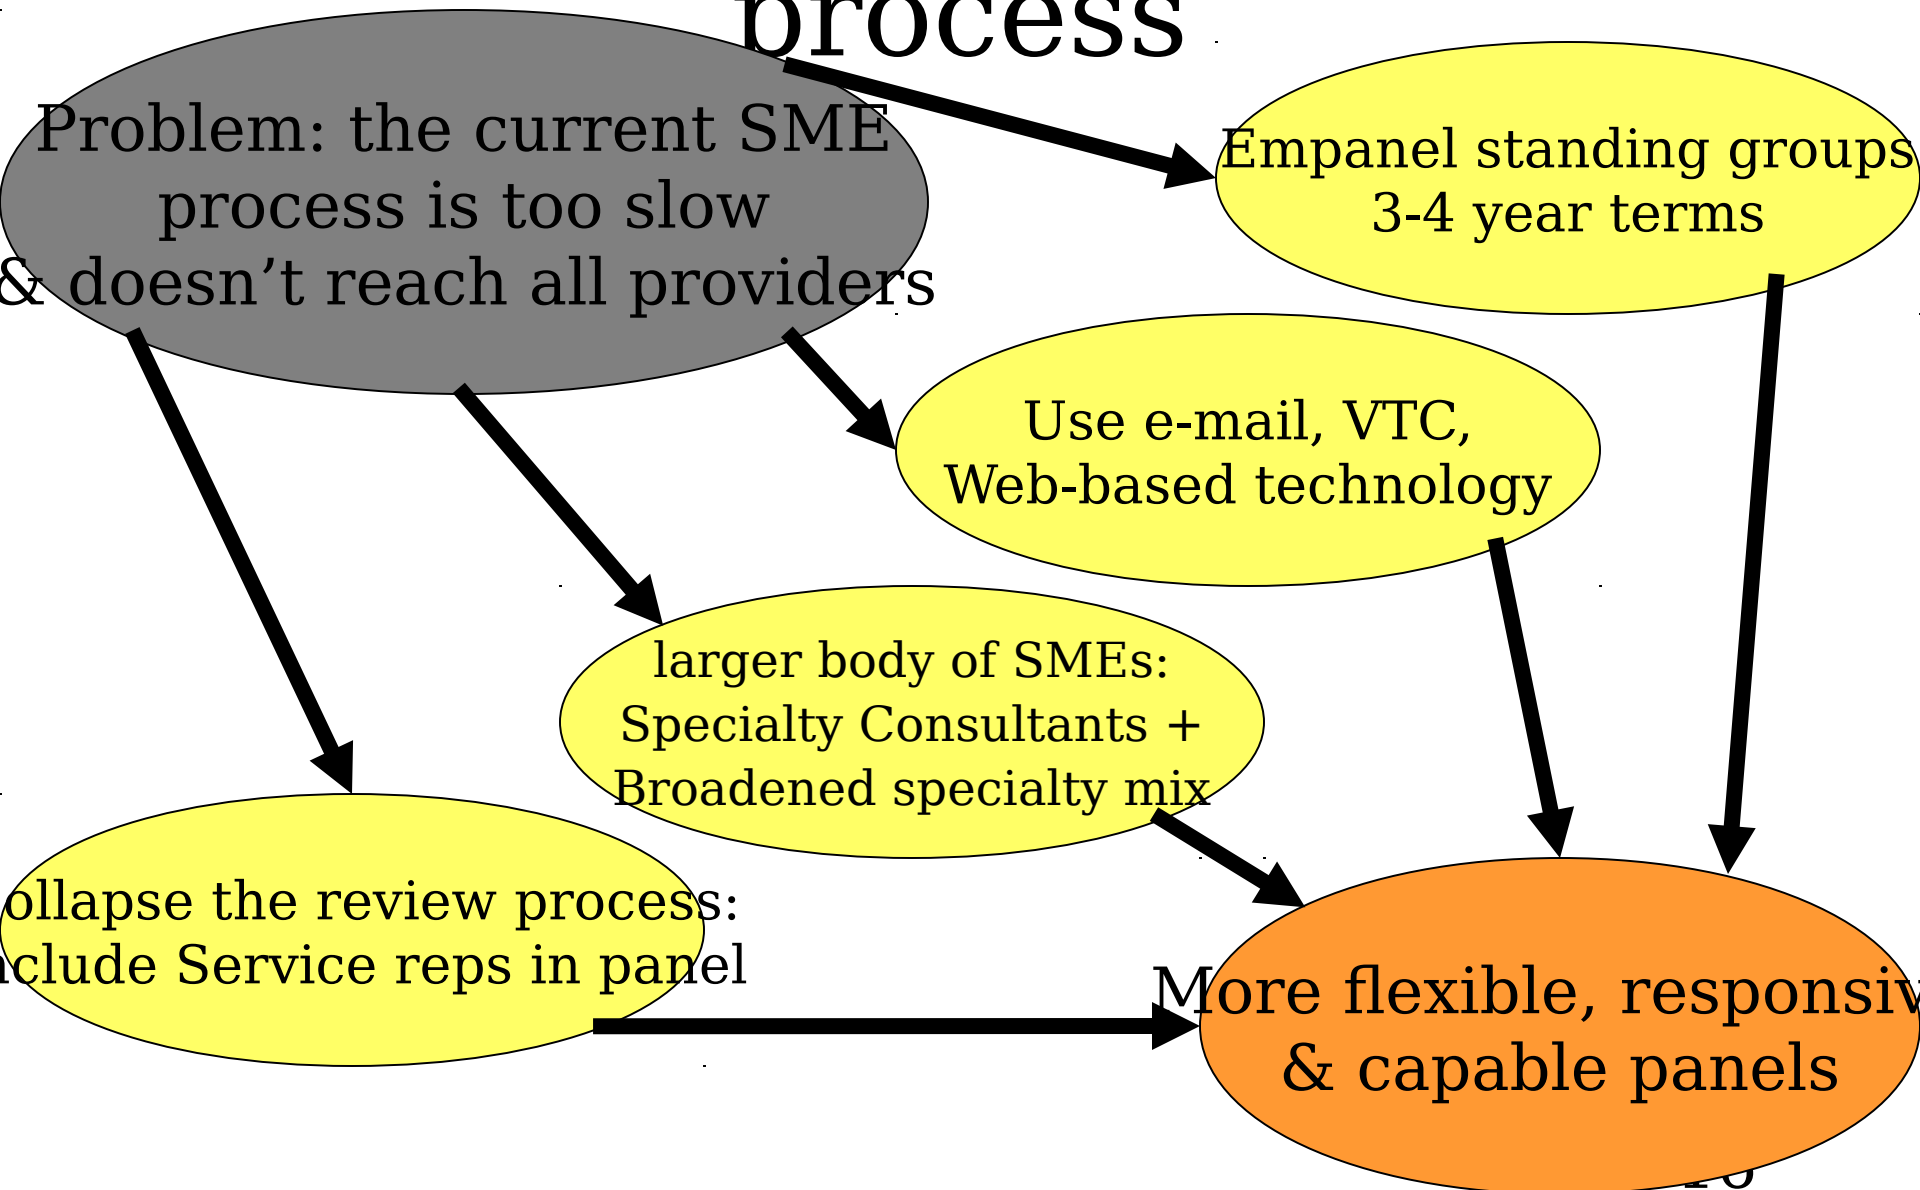 process
Problem: the current SME
process is too slow
& doesn’t reach all providers
Empanel standing groups
3-4 year terms
Use e-mail, VTC,
Web-based technology
larger body of SMEs:
Specialty Consultants +
Broadened specialty mix
ollapse the review process:
nclude Service reps in panel
More flexible, responsiv
& capable panels